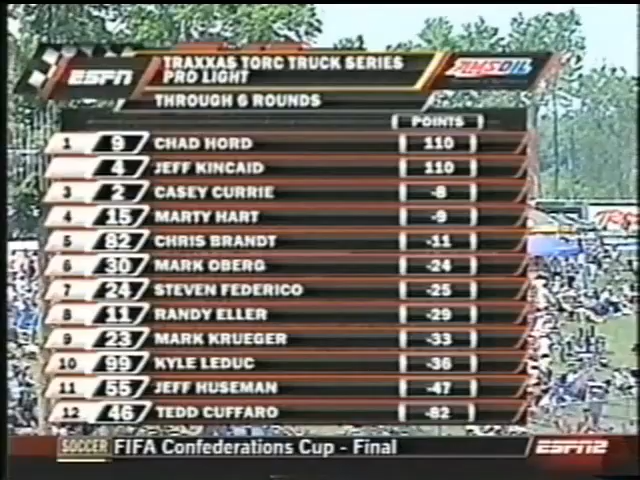 ESPN
TRAXXAS TORC TRUCK SERIES
PRO LIGHT
AMSOIL
THROUGH 6 ROUNDS
POINTS
1 9 CHAD HORD 110
4 JEFF KINCAID 110
3 2 CASEY CURRIE -8
4 15 MARTY HART -9
5 82 CHRIS BRANDT -11
6 30 MARK OBERG -24
7 24 STEVEN FEDERICO -25
8 11 RANDY ELLER -29
9 23 MARK KRUEGER -33
10 99 KYLE LEDUC -36
11 55 JEFF HUSEMAN -47
12 46 TEDD CUFFARO -82
SOCCER FIFA Confederations Cup - Final ESPN2